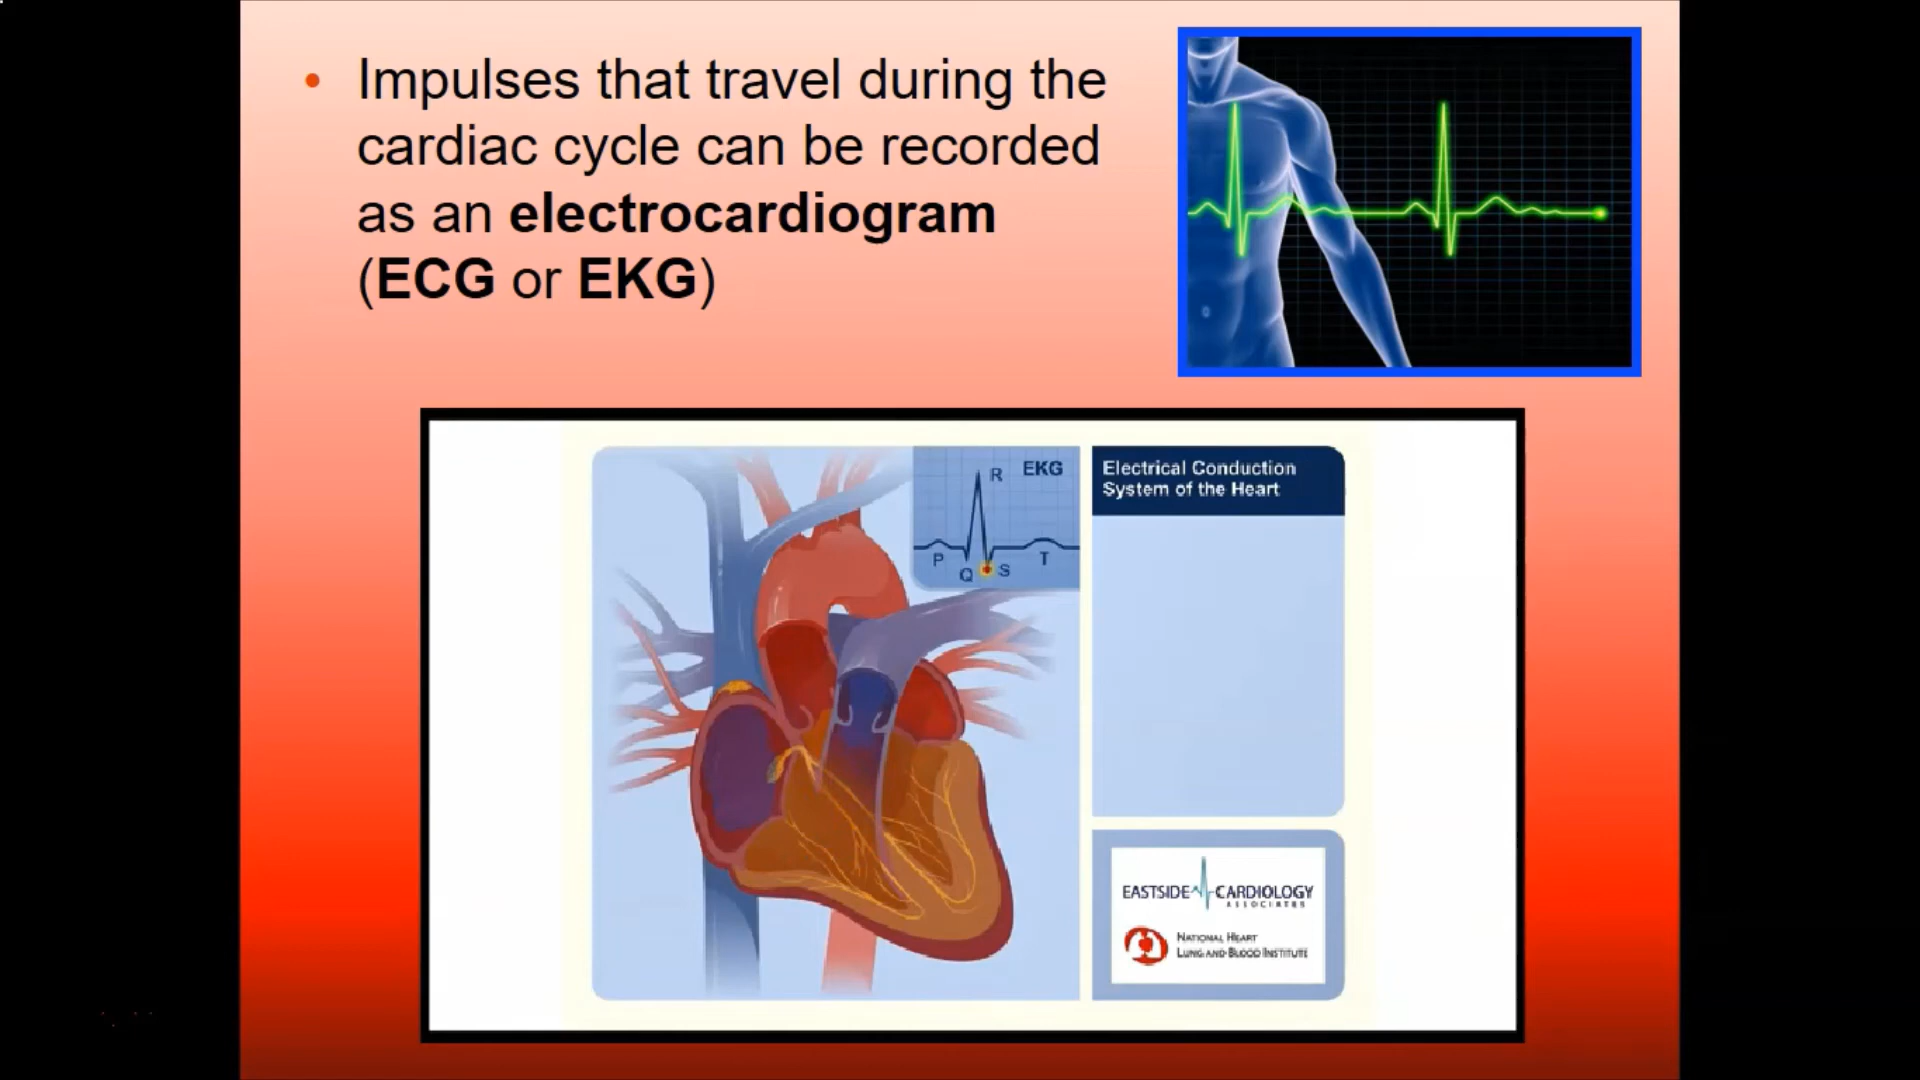 • Impulses that travel during the
cardiac cycle can be recorded
as an electrocardiogram
(ECG or EKG)
R EKG
P
Q S
T
Electrical Conduction
System of the Heart
EASTSIDE CARDIOLOGY
ASSOCIATES
NATIONAL HEART
LUNG AND BLOOD INSTITUTE